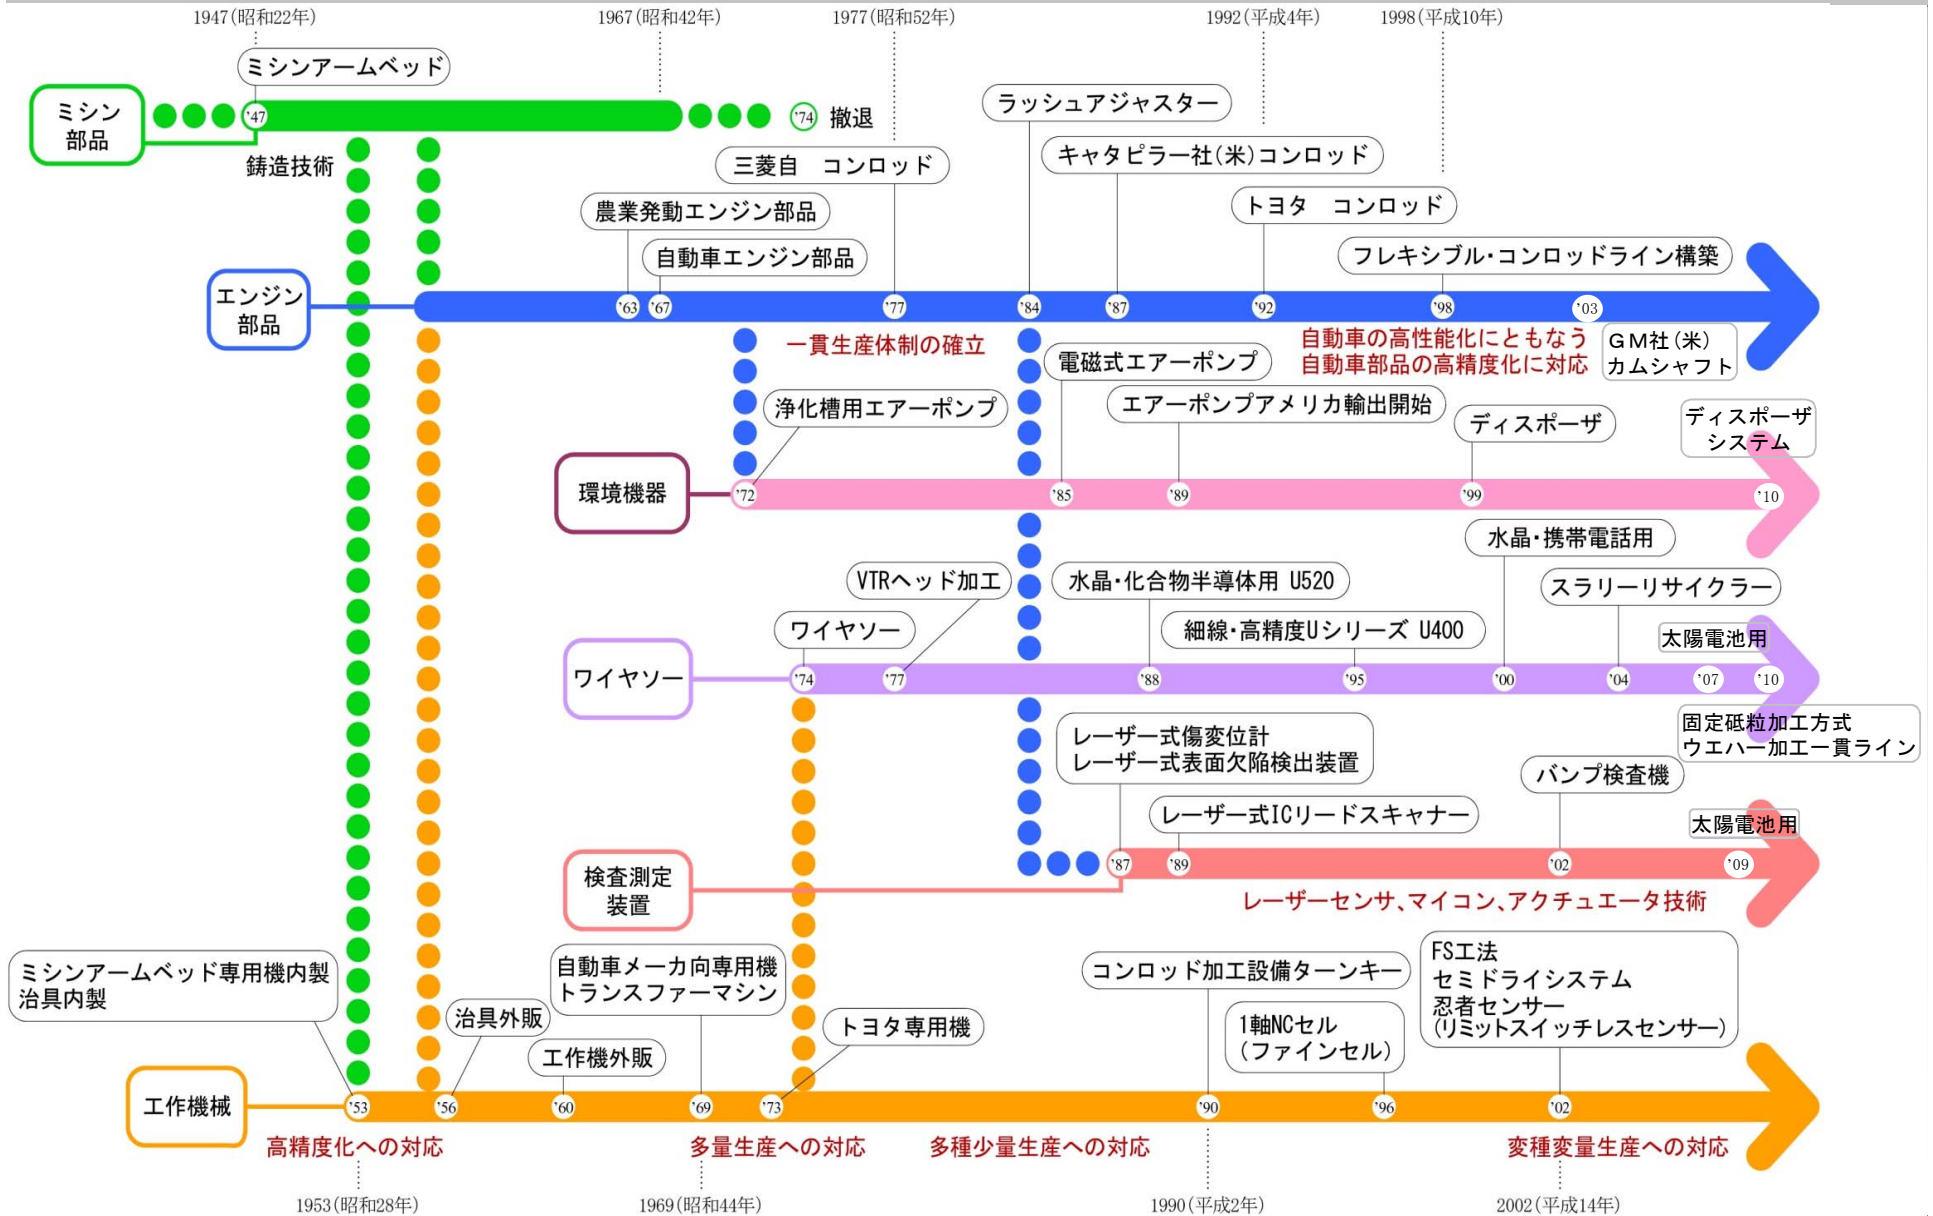 1947(昭和22年)
1967(昭和42年)
1977(昭和52年)
1992(平成4年)
1998(平成10年)
ミシンアームベッド
ミシン
部品
'47
'74
撤退
鋳造技術
ラッシュアジャスター
三菱自　コンロッド
キャタピラー社(米)コンロッド
農業発動エンジン部品
トヨタ　コンロッド
自動車エンジン部品
フレキシブル・コンロッドライン構築
エンジン
部品
'63
'67
'77
'84
'87
'92
'98
'03
一貫生産体制の確立
自動車の高性能化にともなう
自動車部品の高精度化に対応
GM社(米)
カムシャフト
電磁式エアーポンプ
浄化槽用エアーポンプ
エアーポンプアメリカ輸出開始
ディスポーザ
ディスポーザ
システム
環境機器
'72
'85
'89
'99
'10
水晶・携帯電話用
VTRヘッド加工
水晶・化合物半導体用 U520
スラリーリサイクラー
ワイヤソー
細線・高精度Uシリーズ U400
太陽電池用
ワイヤソー
'74
'77
'88
'95
'00
'04
'07
'10
固定砥粒加工方式
ウエハー加工一貫ライン
レーザー式傷変位計
レーザー式表面欠陥検出装置
バンプ検査機
レーザー式ICリードスキャナー
太陽電池用
検査測定
装置
'87
'89
'02
'09
レーザーセンサ、マイコン、アクチュエータ技術
ミシンアームベッド専用機内製
治具内製
治具外販
自動車メーカ向専用機
トランスファーマシン
工作機外販
トヨタ専用機
コンロッド加工設備ターンキー
1軸NCセル
(ファインセル)
FS工法
セミドライシステム
忍者センサー
(リミットスイッチレスセンサー)
工作機械
'53
'56
'60
'69
'73
'90
'96
'02
高精度化への対応
多量生産への対応
多種少量生産への対応
変種変量生産への対応
1953(昭和28年)
1969(昭和44年)
1990(平成2年)
2002(平成14年)